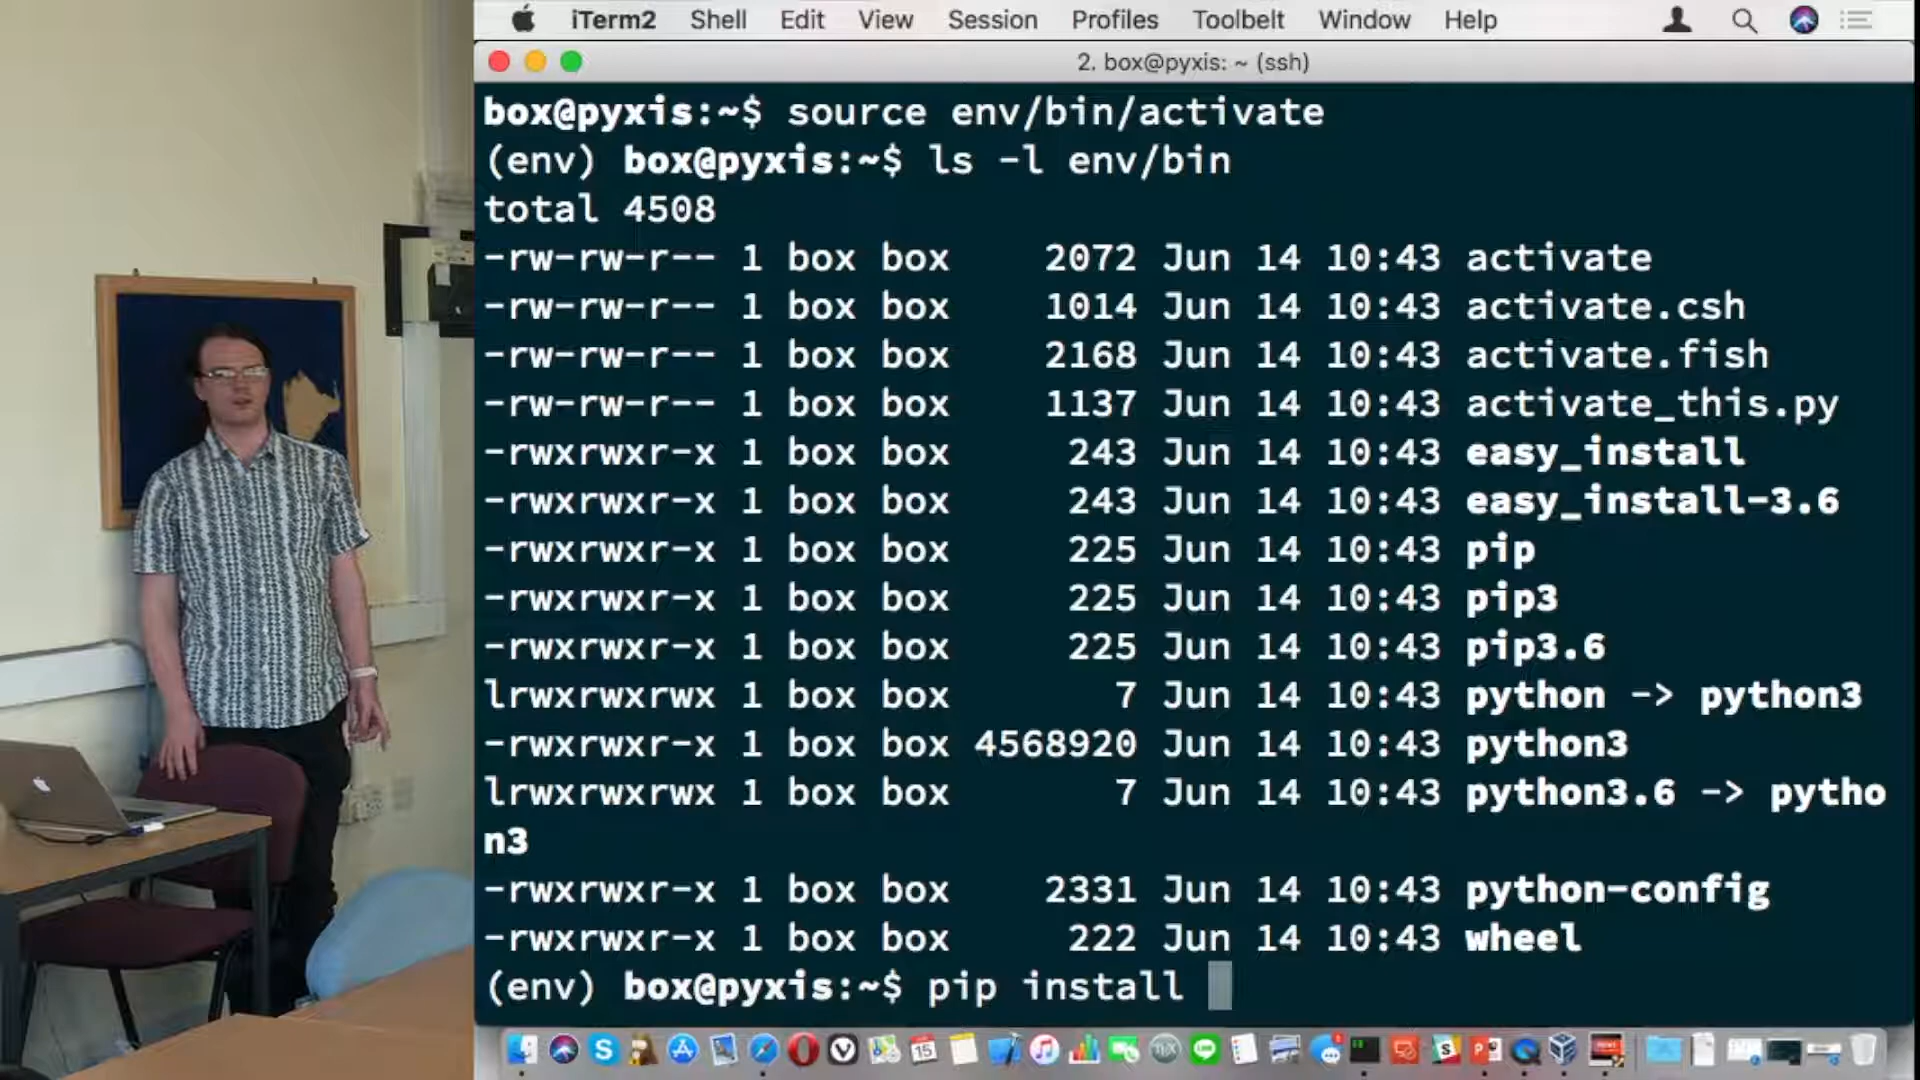 iTerm2 Shell Edit View Session Profiles Toolbelt Window Help
2. box@pyxis: ~ (ssh)
box@pyxis:~$ source env/bin/activate
(env) box@pyxis:~$ ls -l env/bin
total 4508
-rw-rw-r-- 1 box box 2072 Jun 14 10:43 activate
-rw-rw-r-- 1 box box 1014 Jun 14 10:43 activate.csh
-rw-rw-r-- 1 box box 2168 Jun 14 10:43 activate.fish
-rw-rw-r-- 1 box box 1137 Jun 14 10:43 activate_this.py
-rwxrwxr-x 1 box box 243 Jun 14 10:43 easy_install
-rwxrwxr-x 1 box box 243 Jun 14 10:43 easy_install-3.6
-rwxrwxr-x 1 box box 225 Jun 14 10:43 pip
-rwxrwxr-x 1 box box 225 Jun 14 10:43 pip3
-rwxrwxr-x 1 box box 225 Jun 14 10:43 pip3.6
lrwxrwxrwx 1 box box 7 Jun 14 10:43 python -> python3
-rwxrwxr-x 1 box box 4568920 Jun 14 10:43 python3
lrwxrwxrwx 1 box box 7 Jun 14 10:43 python3.6 -> pytho
n3
-rwxrwxr-x 1 box box 2331 Jun 14 10:43 python-config
-rwxrwxr-x 1 box box 222 Jun 14 10:43 wheel
(env) box@pyxis:~$ pip install
15